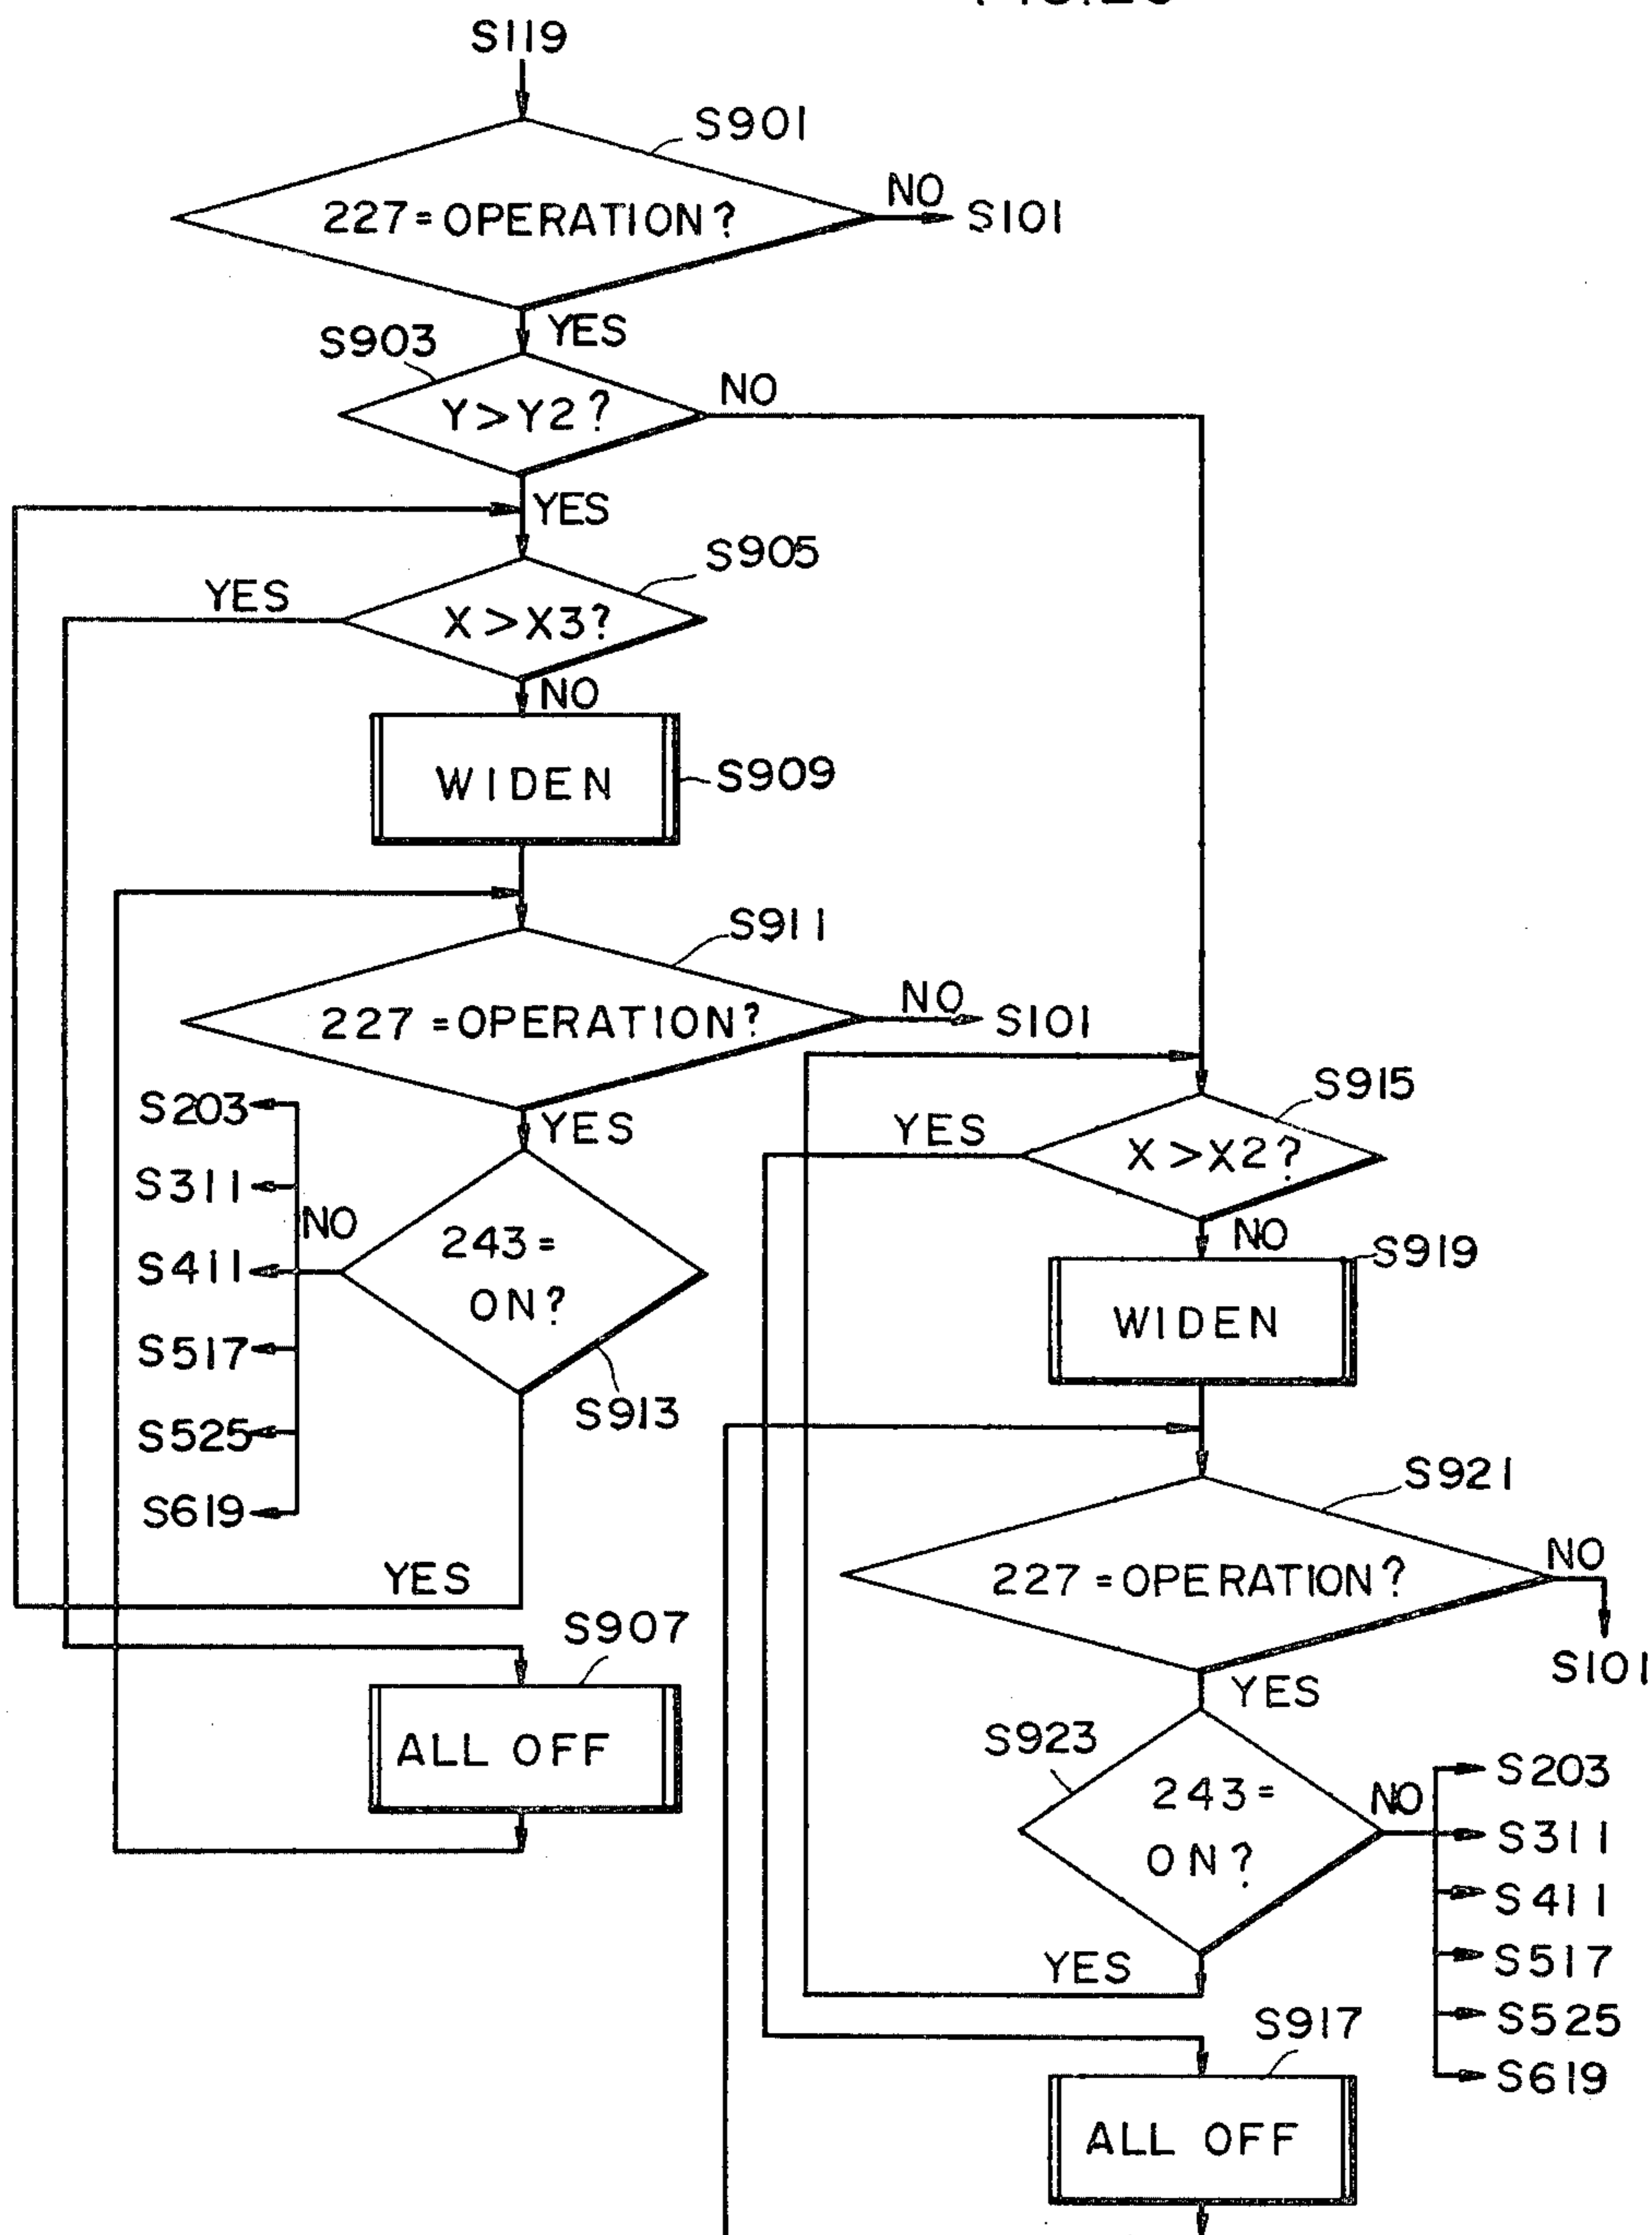 S119
S901
227=OPERATION?
NO
S101
YES
S903
Y>Y2?
NO
YES
S905
YES
X>X3?
NO
WIDEN
S909
S911
227=OPERATION?
NO
S101
YES
S203
S311
S411
S517
S525
S619
NO
243=
ON?
S913
YES
S907
ALL OFF
S915
YES
X>X2?
NO
S919
WIDEN
S921
227=OPERATION?
NO
S101
YES
S923
243=
ON?
NO
S203
S311
S411
S517
S525
S619
YES
S917
ALL OFF